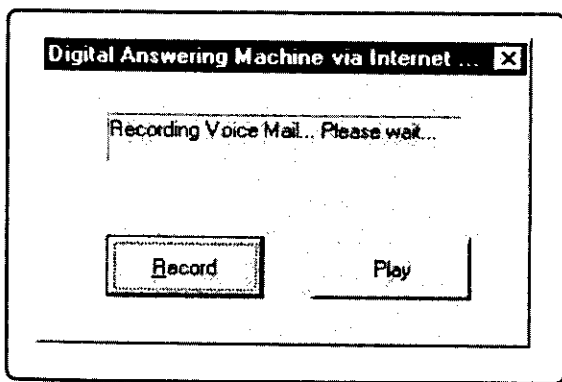 Digital Answering Machine via Internet ...
Recording Voice Mail... Please wait...
Record
Play